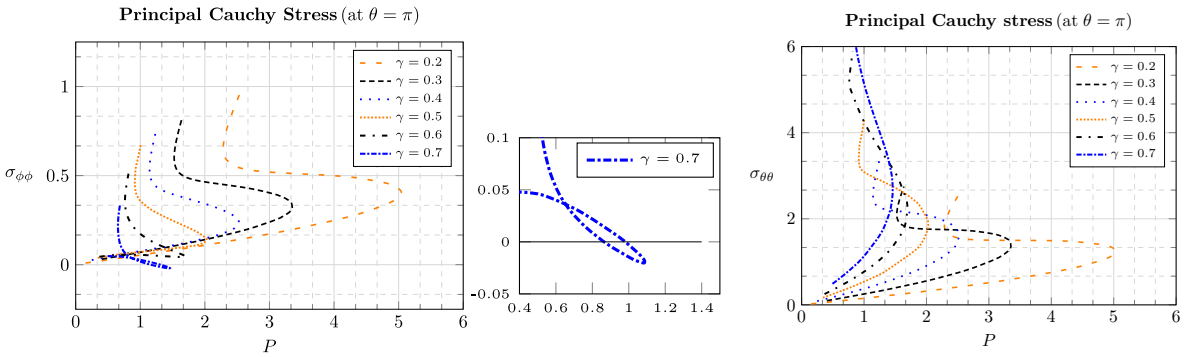 Principal Cauchy Stress (at θ = π)
1
0.5
0
0 1 2 3 4 5 6
σϕϕ
P
γ = 0.2
γ = 0.3
γ = 0.4
γ = 0.5
γ = 0.6
γ = 0.7
0.1
0.05
0
-0.05
0.4 0.6 0.8 1 1.2 1.4
γ = 0.7
Principal Cauchy stress (at θ = π)
6
4
2
0
0 1 2 3 4 5 6
σθθ
P
γ = 0.2
γ = 0.3
γ = 0.4
γ = 0.5
γ = 0.6
γ = 0.7